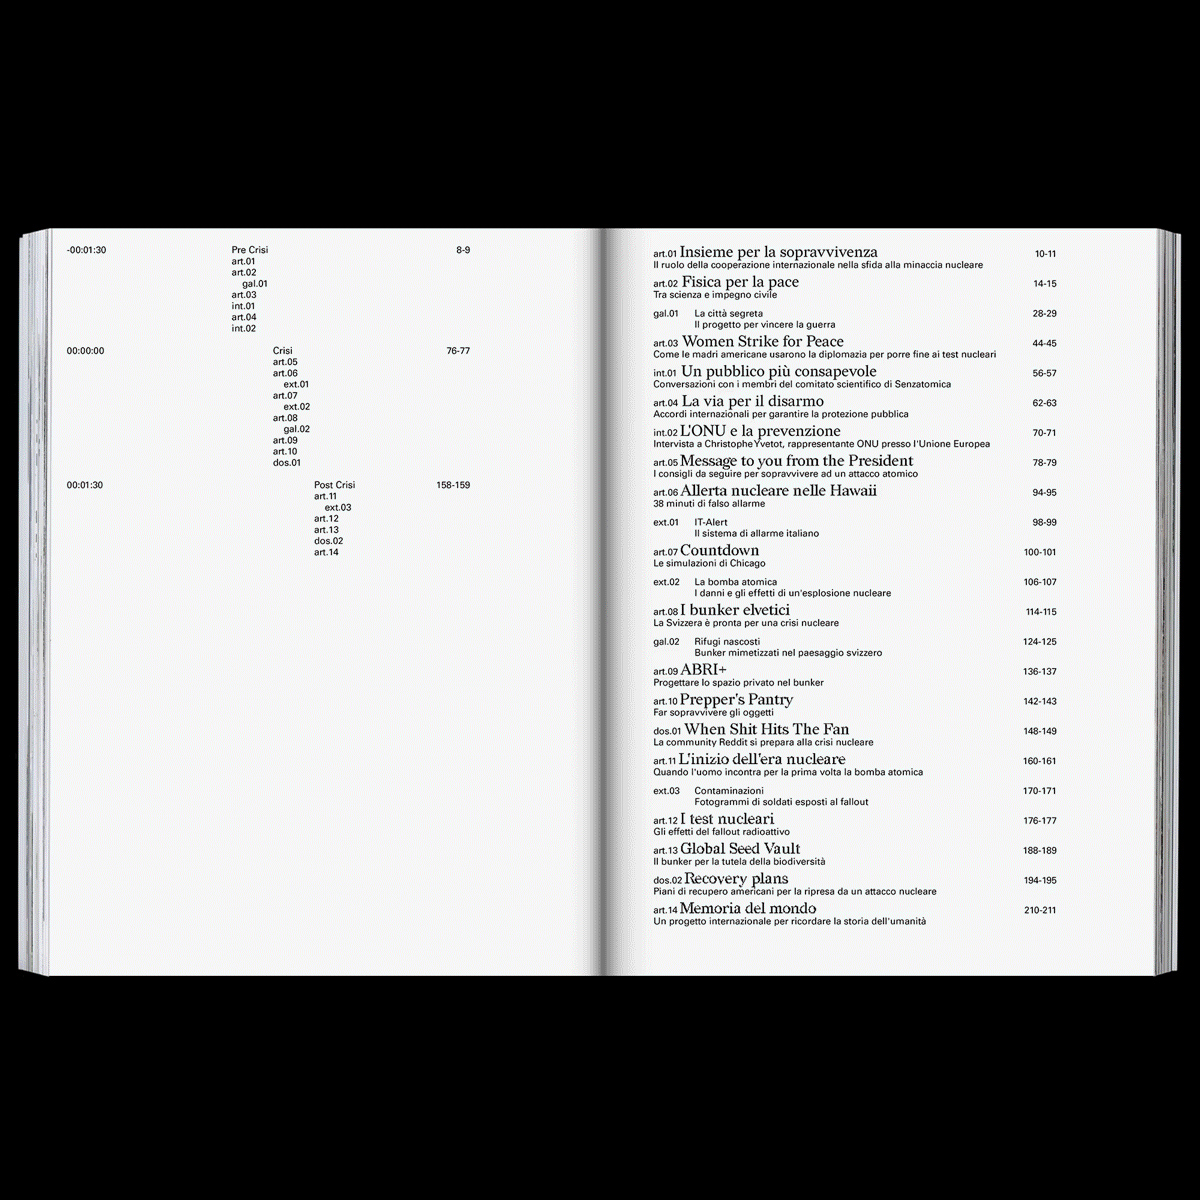 -00:01:30 Pre Crisi 8-9
art.01
art.02
gal.01
art.03
int.01
art.04
int.02
00:00:00 Crisi 76-77
art.05
art.06
ext.01
art.07
ext.02
art.08
gal.02
art.09
art.10
dos.01
00:01:30 Post Crisi 158-159
art.11
ext.03
art.12
art.13
dos.02
art.14
art.01 Insieme per la sopravvivenza 10-11
Il ruolo della cooperazione internazionale nella sfida alla minaccia nucleare
art.02 Fisica per la pace 14-15
Tra scienza e impegno civile
gal.01 La città segreta 28-29
Il progetto per vincere la guerra
art.03 Women Strike for Peace 44-45
Come le madri americane usarono la diplomazia per porre fine ai test nucleari
int.01 Un pubblico più consapevole 56-57
Conversazioni con i membri del comitato scientifico di Senzatomica
art.04 La via per il disarmo 62-63
Accordi internazionali per garantire la protezione pubblica
int.02 L'ONU e la prevenzione 70-71
Intervista a Christophe Yvetot, rappresentante ONU presso l'Unione Europea
art.05 Message to you from the President 78-79
I consigli da seguire per sopravvivere ad un attacco atomico
art.06 Allerta nucleare nelle Hawaii 94-95
38 minuti di falso allarme
ext.01 IT-Alert 98-99
Il sistema di allarme italiano
art.07 Countdown 100-101
Le simulazioni di Chicago
ext.02 La bomba atomica 106-107
I danni e gli effetti di un'esplosione nucleare
art.08 I bunker elvetici 114-115
La Svizzera è pronta per una crisi nucleare
gal.02 Rifugi nascosti 124-125
Bunker mimetizzati nel paesaggio svizzero
art.09 ABRI+ 136-137
Progettare lo spazio privato nel bunker
art.10 Prepper's Pantry 142-143
Far sopravvivere gli oggetti
dos.01 When Shit Hits The Fan 148-149
La community Reddit si prepara alla crisi nucleare
art.11 L'inizio dell'era nucleare 160-161
Quando l'uomo incontra per la prima volta la bomba atomica
ext.03 Contaminazioni 170-171
Fotogrammi di soldati esposti al fallout
art.12 I test nucleari 176-177
Gli effetti del fallout radioattivo
art.13 Global Seed Vault 188-189
Il bunker per la tutela della biodiversità
dos.02 Recovery plans 194-195
Piani di recupero americani per la ripresa da un attacco nucleare
art.14 Memoria del mondo 210-211
Un progetto internazionale per ricordare la storia dell'umanità